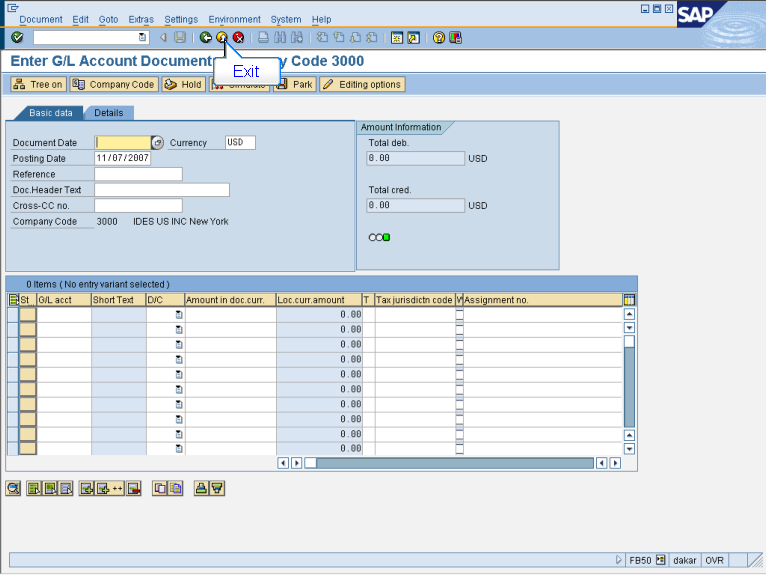 Document Edit Goto Extras Settings Environment System Help
SAP
Enter G/L Account Document: y Code 3000
Exit
Tree on Company Code Hold Simulate Park Editing options
Basic data Details
Amount Information
Document Date Currency USD
Total deb.
Posting Date 11/07/2007
0.00 USD
Reference
Doc.Header Text
Total cred.
Cross-CC no.
0.00 USD
Company Code 3000 IDES US INC New York
0 Items ( No entry variant selected )
St G/L acct Short Text D/C Amount in doc.curr. Loc.curr.amount T Tax jurisdictn code V Assignment no.
0.00
0.00
0.00
0.00
0.00
0.00
0.00
0.00
0.00
0.00
FB50 dakar OVR